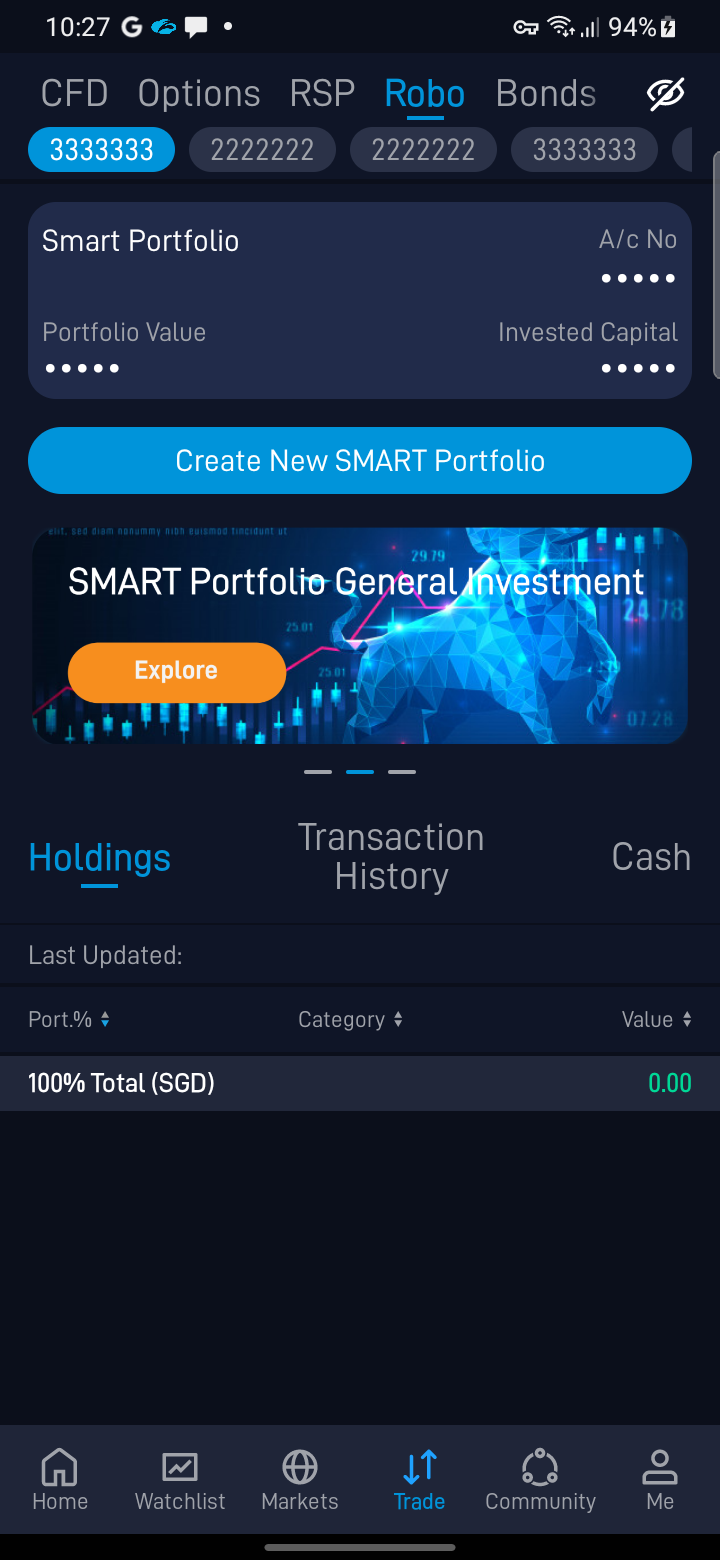 10:27 G 94%
CFD Options RSP Robo Bonds
3333333 2222222 2222222 3333333
Smart Portfolio A/c No
•••••
Portfolio Value Invested Capital
••••• •••••
Create New SMART Portfolio
elit, sed diam nonummy nibh euismod tincidunt ut
29.79
SMART Portfolio General Investment
24.78
25.01
Explore
25.01
07.28
Holdings Transaction History Cash
Last Updated:
Port.% Category Value
100% Total (SGD) 0.00
Home Watchlist Markets Trade Community Me